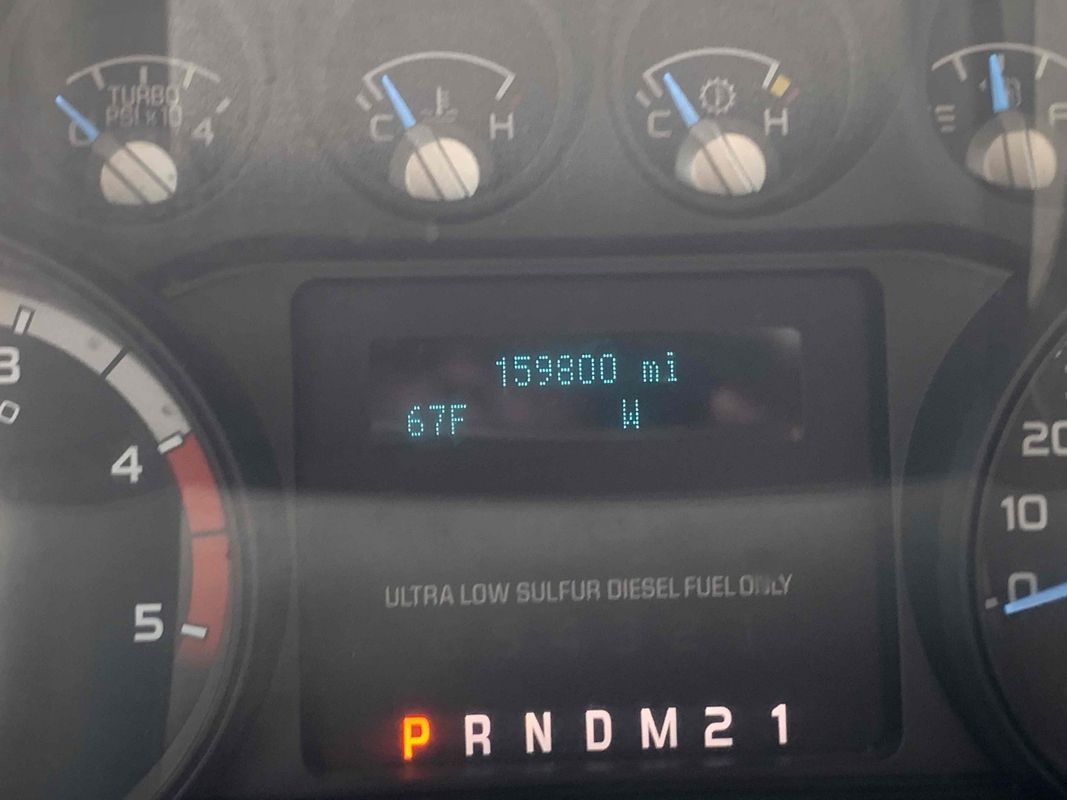 TURBO
PSI x 10
0 4
C H
C H
E F
3
159800 mi
67F W
4
20
10
0
ULTRA LOW SULFUR DIESEL FUEL ONLY
5
P R N D M 2 1